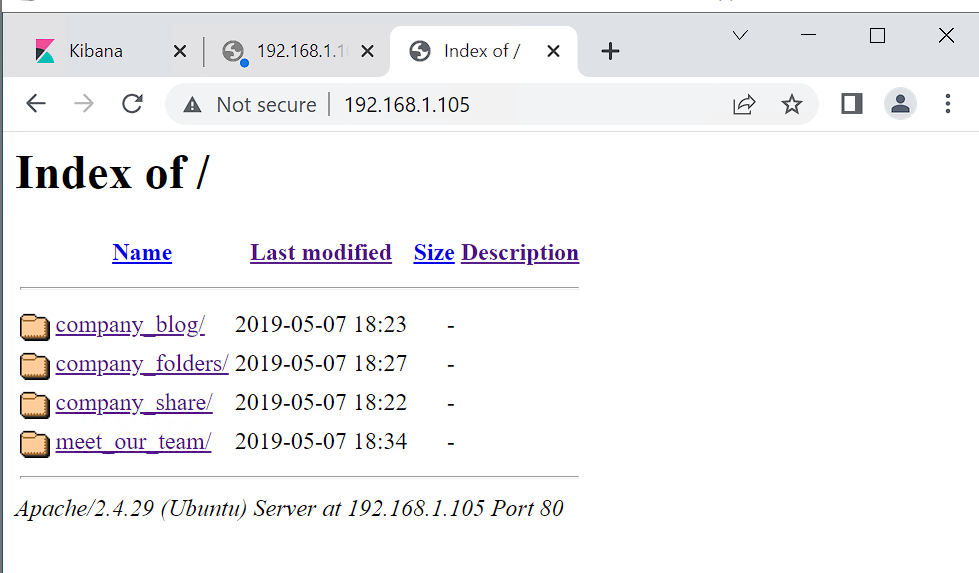 Kibana 192.168.1.1 Index of /
Not secure 192.168.1.105
Index of /
Name Last modified Size Description
company_blog/ 2019-05-07 18:23 -
company_folders/ 2019-05-07 18:27 -
company_share/ 2019-05-07 18:22 -
meet_our_team/ 2019-05-07 18:34 -
Apache/2.4.29 (Ubuntu) Server at 192.168.1.105 Port 80